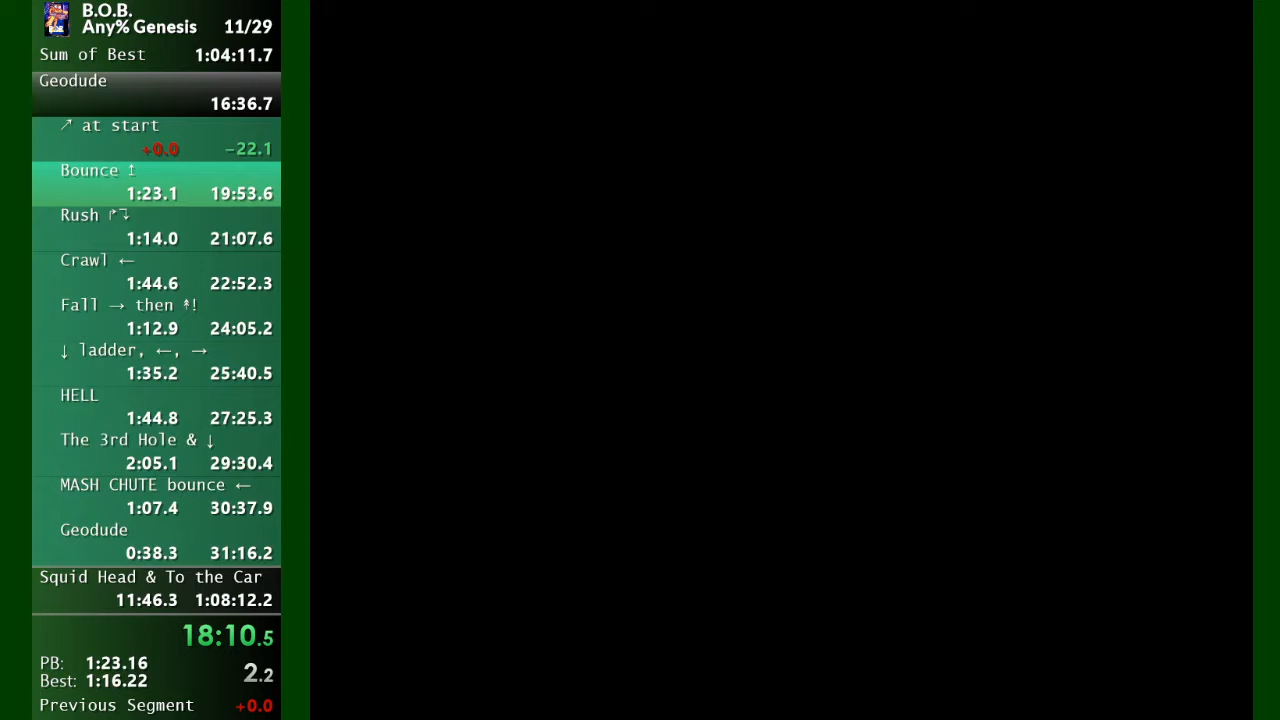 B.O.B.
Any% Genesis 11/29
Sum of Best 1:04:11.7
Geodude
16:36.7
↗ at start
+0.0 −22.1
Bounce ↥
1:23.1 19:53.6
Rush ↱↴
1:14.0 21:07.6
Crawl ←
1:44.6 22:52.3
Fall → then ↟!
1:12.9 24:05.2
↓ ladder, ←, →
1:35.2 25:40.5
HELL
1:44.8 27:25.3
The 3rd Hole & ↓
2:05.1 29:30.4
MASH CHUTE bounce ←
1:07.4 30:37.9
Geodude
0:38.3 31:16.2
Squid Head & To the Car
11:46.3 1:08:12.2
18:10.5
PB: 1:23.16
Best: 1:16.22
2.2
Previous Segment +0.0